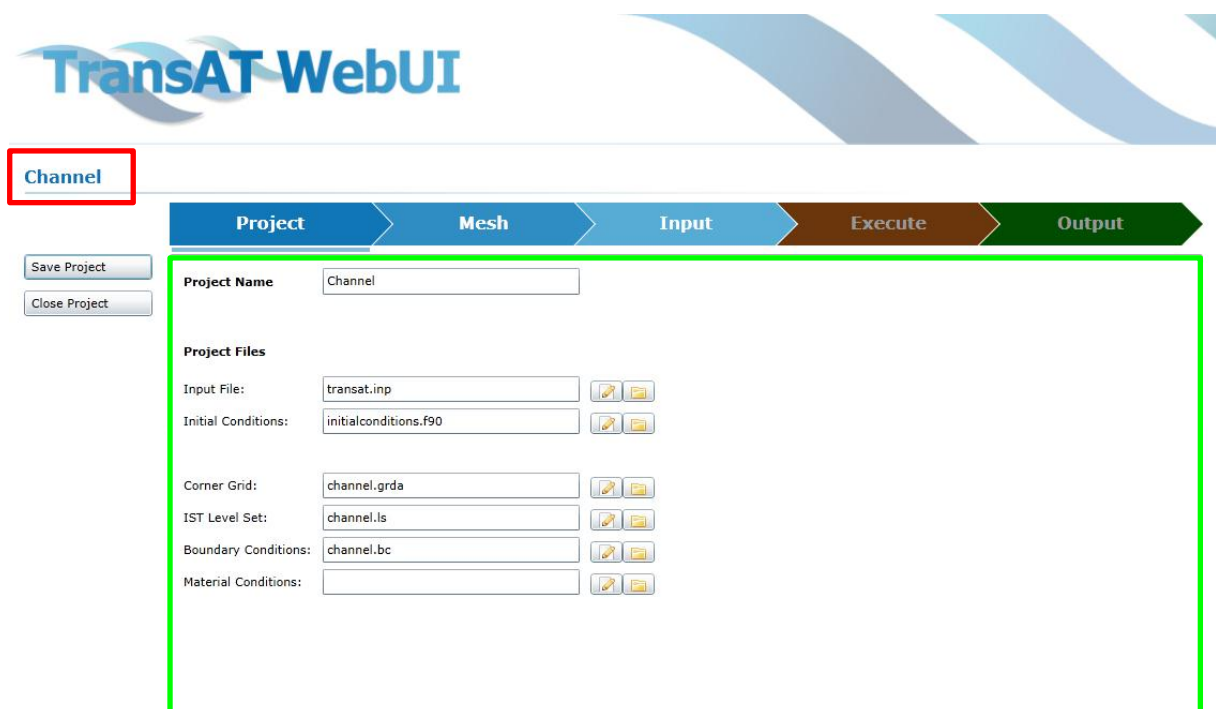 TransAT WebUI
Channel
Project Mesh Input Execute Output
Save Project
Close Project
Project Name Channel
Project Files
Input File: transat.inp
Initial Conditions: initialconditions.f90
Corner Grid: channel.grda
IST Level Set: channel.ls
Boundary Conditions: channel.bc
Material Conditions: